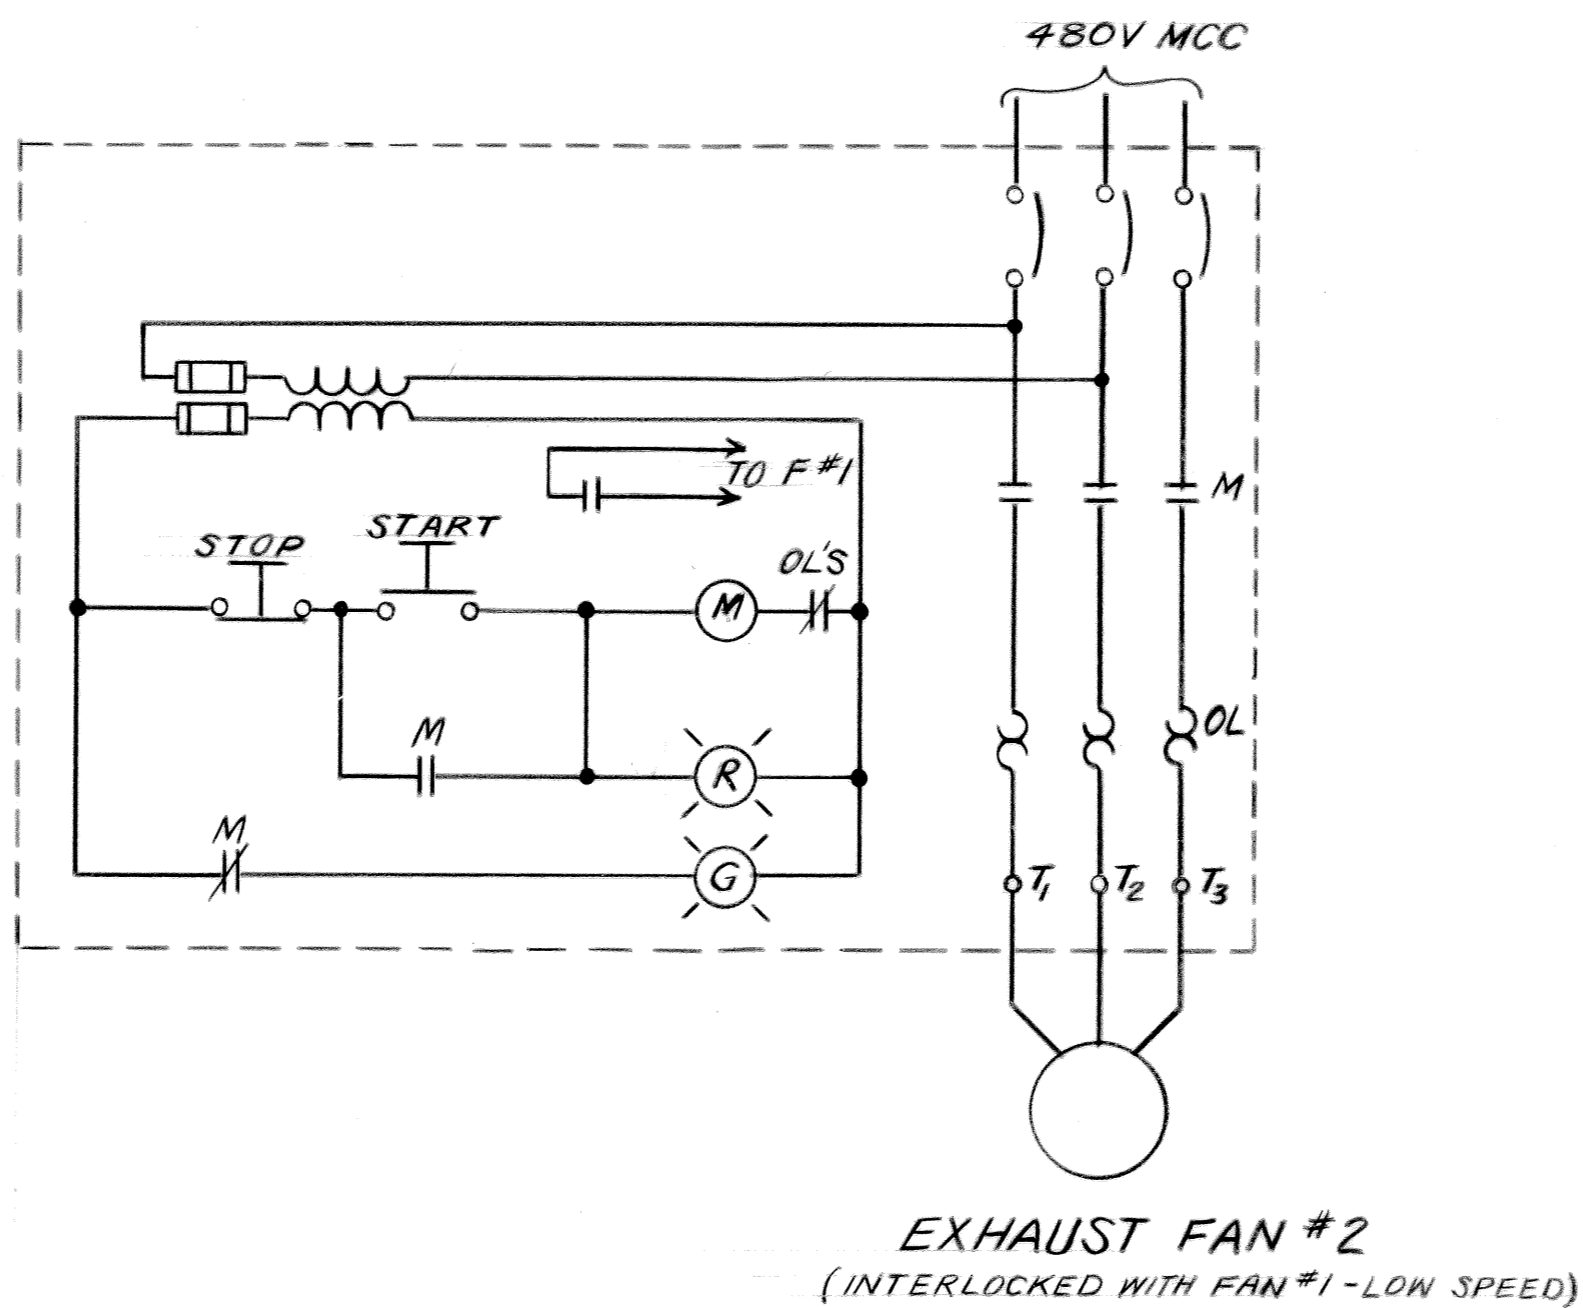 480V MCC
TO F #1
M
START
STOP
OL'S
M
M
R
OL
M
G
T1
T2
T3
EXHAUST FAN #2
(INTERLOCKED WITH FAN #1 - LOW SPEED)